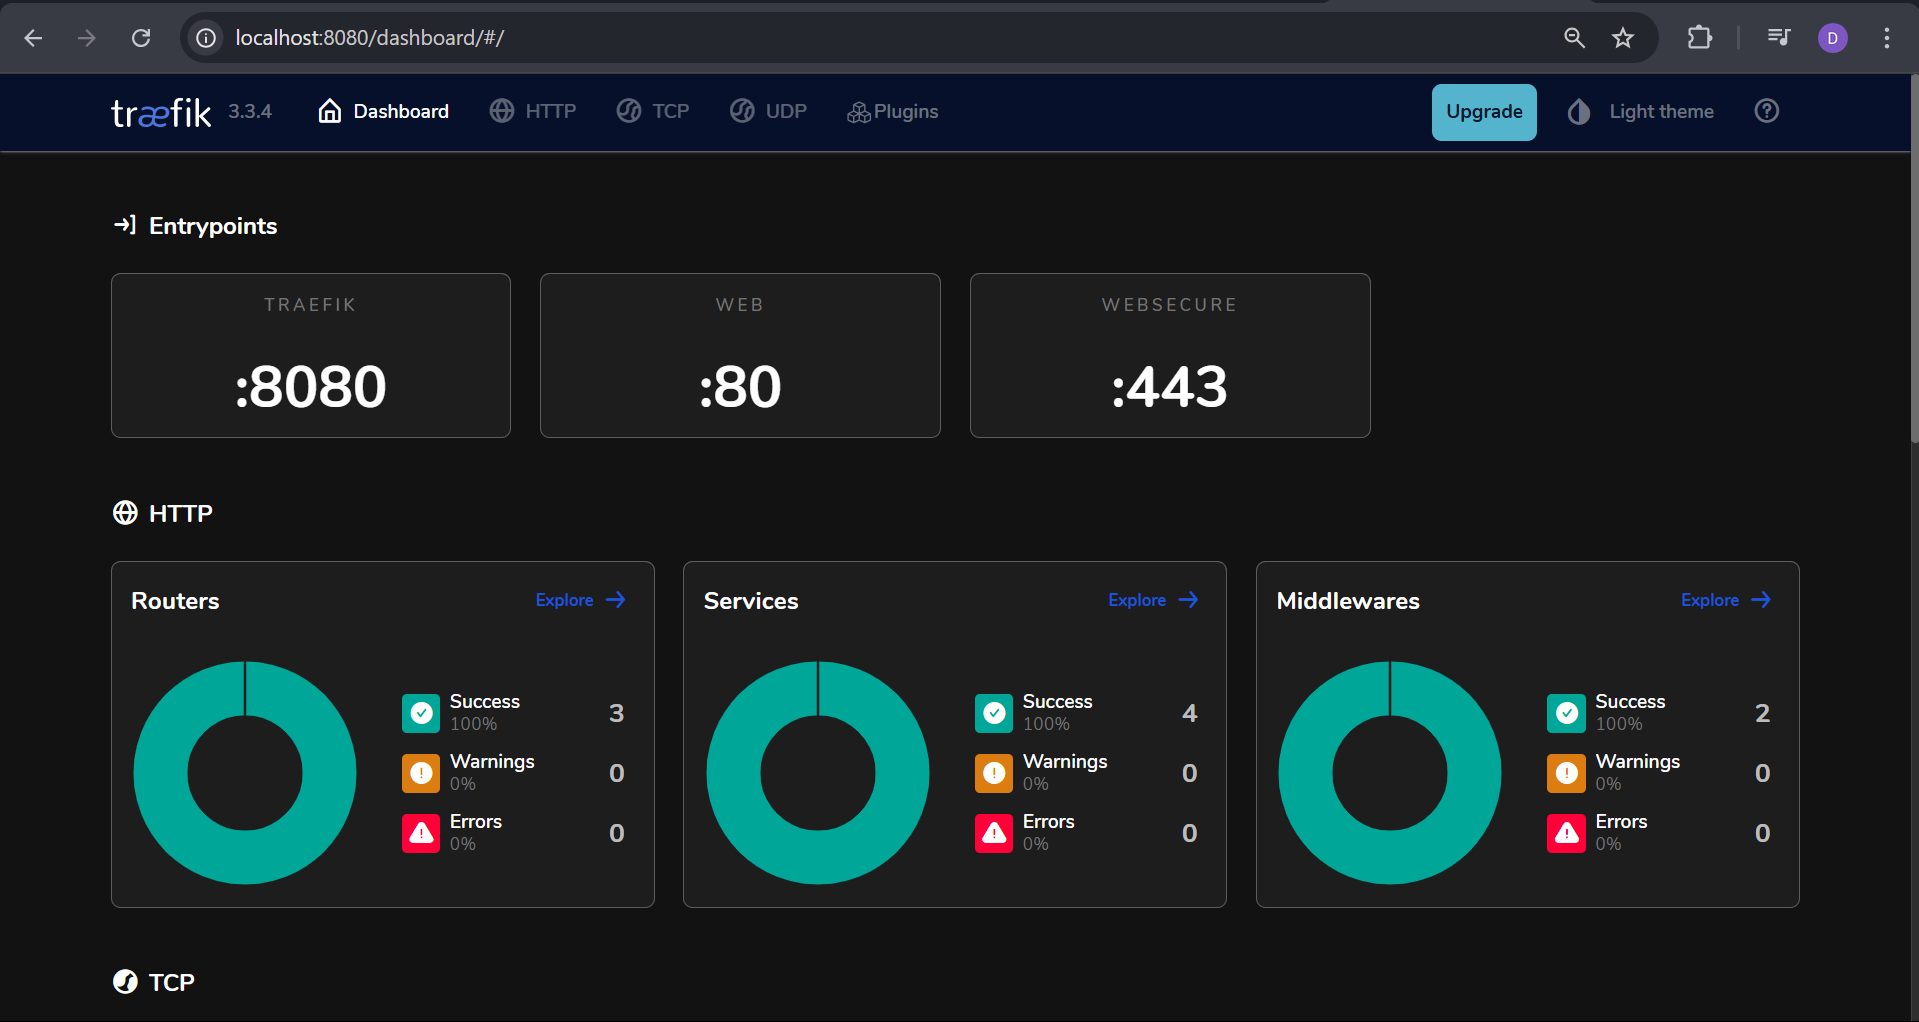 localhost:8080/dashboard/#/
D
træfik 3.3.4 Dashboard HTTP TCP UDP Plugins Upgrade Light theme
Entrypoints
TRAEFIK
:8080
WEB
:80
WEBSECURE
:443
HTTP
Routers Explore
Success 3
100%
Warnings 0
0%
Errors 0
0%
Services Explore
Success 4
100%
Warnings 0
0%
Errors 0
0%
Middlewares Explore
Success 2
100%
Warnings 0
0%
Errors 0
0%
TCP